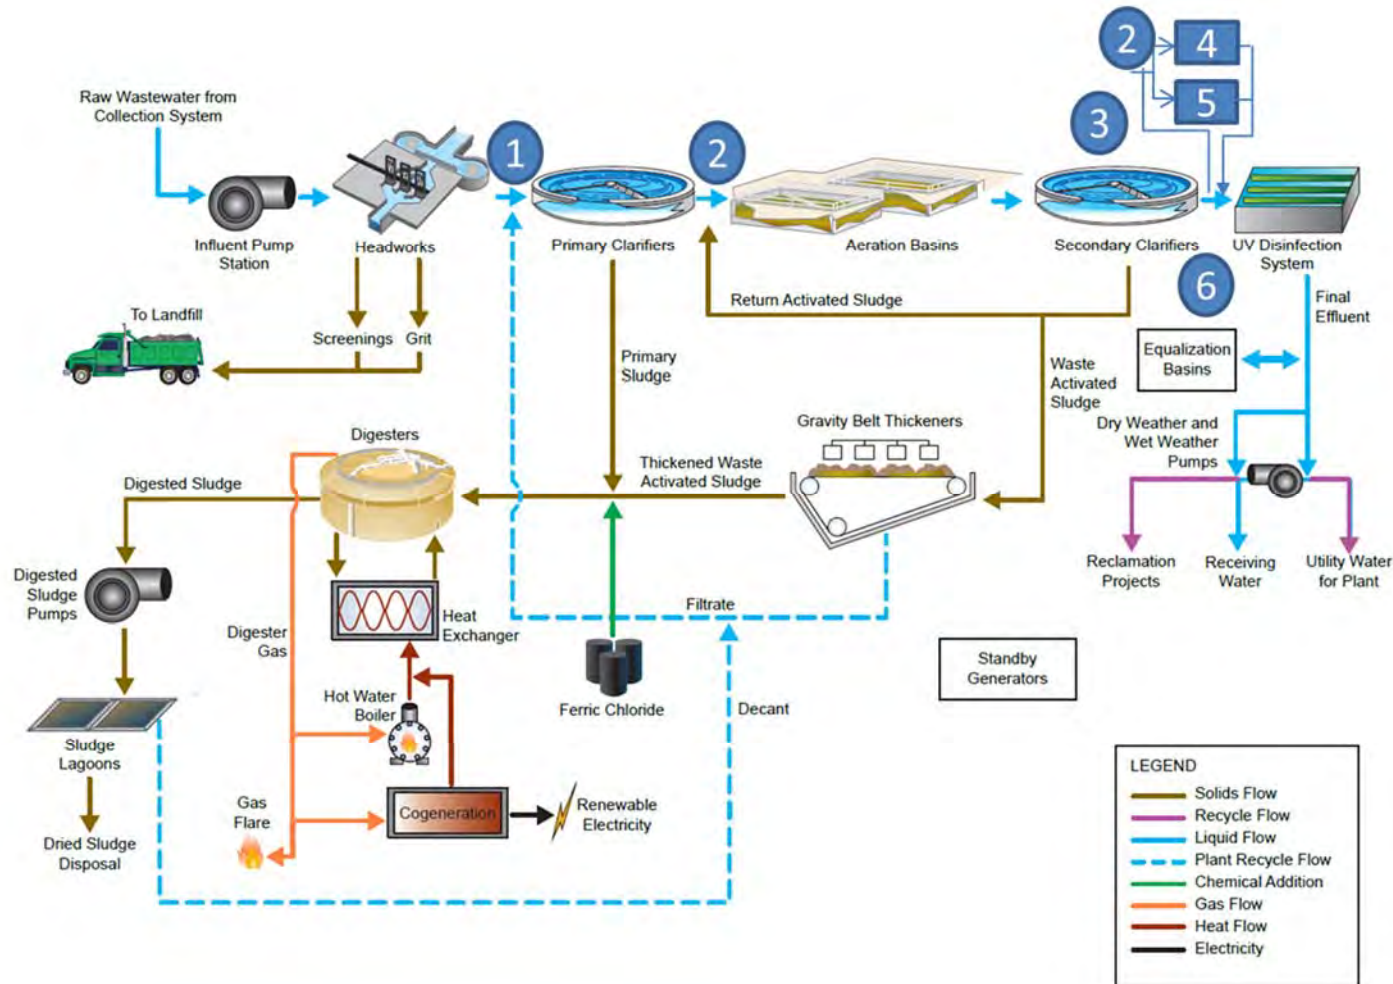 Raw Wastewater from
Collection System
Influent Pump
Station
Headworks
1
Primary Clarifiers
2
Aeration Basins
3
Secondary Clarifiers
2
4
5
UV Disinfection
System
6
Final
Effluent
Equalization
Basins
Return Activated Sludge
To Landfill
Screenings
Grit
Primary
Sludge
Waste
Activated
Sludge
Dry Weather and
Wet Weather
Pumps
Gravity Belt Thickeners
Thickened Waste
Activated Sludge
Digesters
Digested Sludge
Reclamation
Projects
Receiving
Water
Utility Water
for Plant
Digested
Sludge
Pumps
Digester
Gas
Heat
Exchanger
Filtrate
Standby
Generators
Hot Water
Boiler
Ferric Chloride
Decant
Sludge
Lagoons
Gas
Flare
Cogeneration
Renewable
Electricity
Dried Sludge
Disposal
LEGEND
Solids Flow
Recycle Flow
Liquid Flow
Plant Recycle Flow
Chemical Addition
Gas Flow
Heat Flow
Electricity